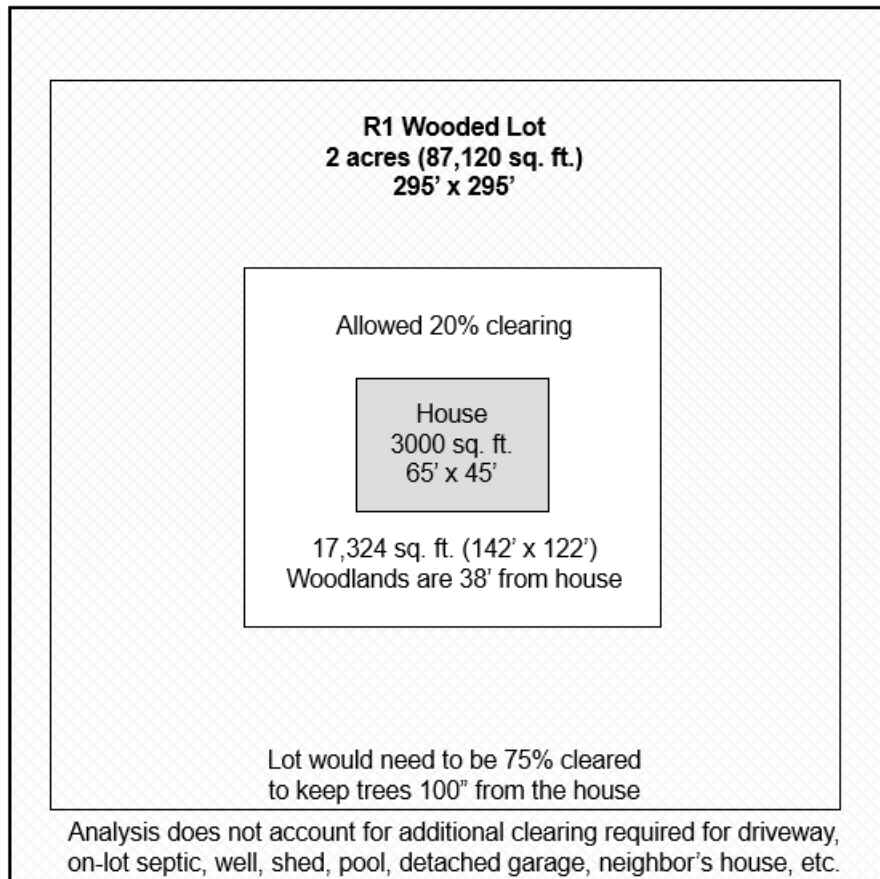 R1 Wooded Lot
2 acres (87,120 sq. ft.)
295’ x 295’
Allowed 20% clearing
House
3000 sq. ft.
65’ x 45’
17,324 sq. ft. (142’ x 122’)
Woodlands are 38’ from house
Lot would need to be 75% cleared
to keep trees 100” from the house
Analysis does not account for additional clearing required for driveway,
on-lot septic, well, shed, pool, detached garage, neighbor’s house, etc.